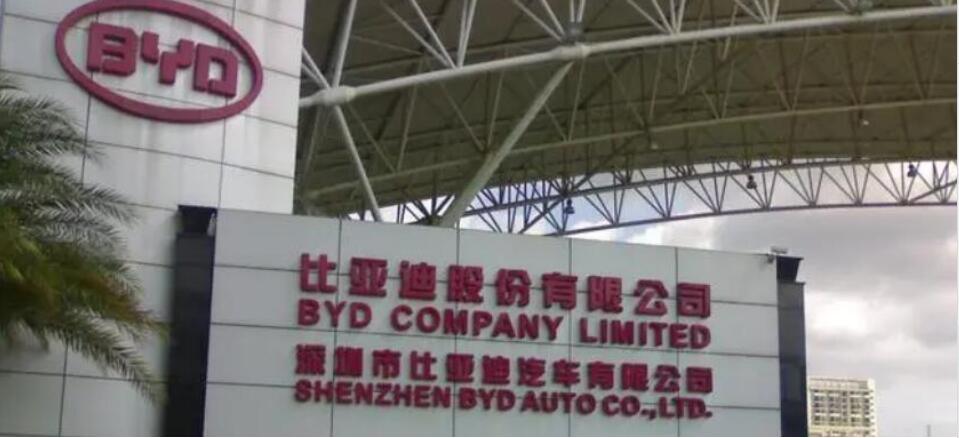 BYD
比亚迪股份有限公司
BYD COMPANY LIMITED
深圳市比亚迪汽车有限公司
SHENZHEN BYD AUTO CO.,LTD.